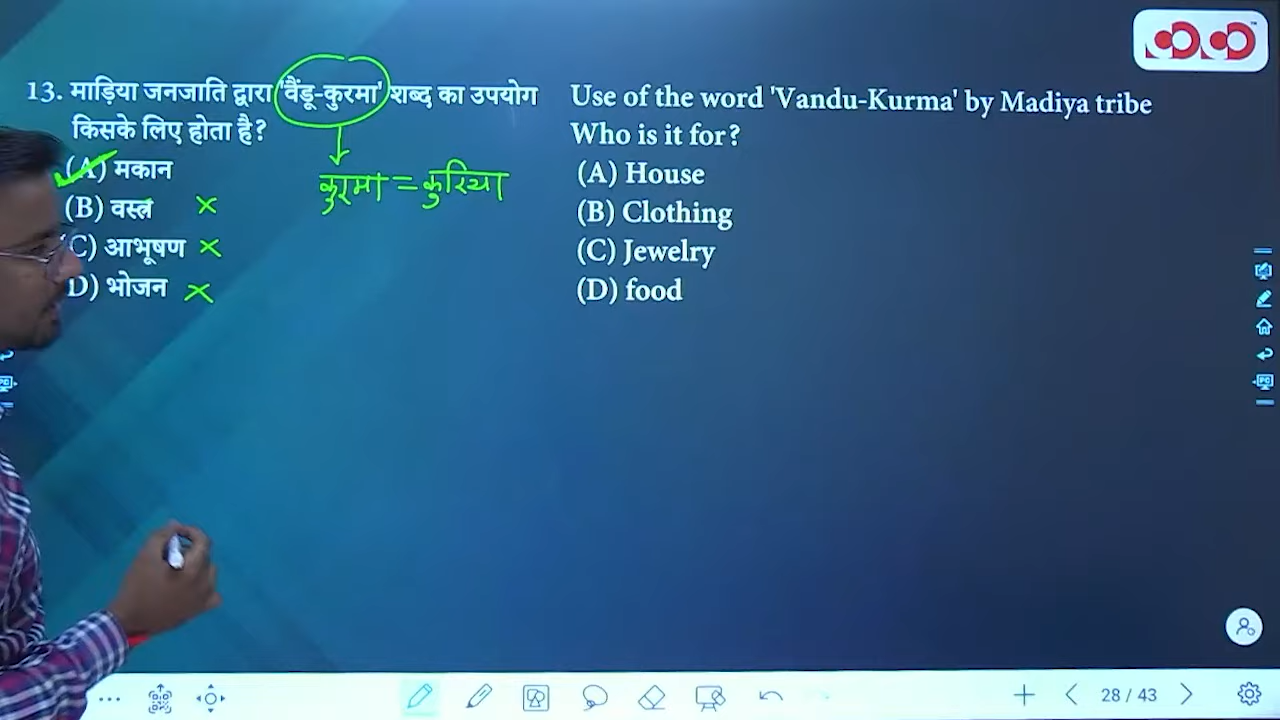 13. माड़िया जनजाति द्वारा 'वैंडू-कुरमा' शब्द का उपयोग
किसके लिए होता है?
(A) मकान
(B) वस्त्र
(C) आभूषण
D) भोजन
कुरमा = कुरिया
Use of the word 'Vandu-Kurma' by Madiya tribe
Who is it for?
(A) House
(B) Clothing
(C) Jewelry
(D) food
28 / 43